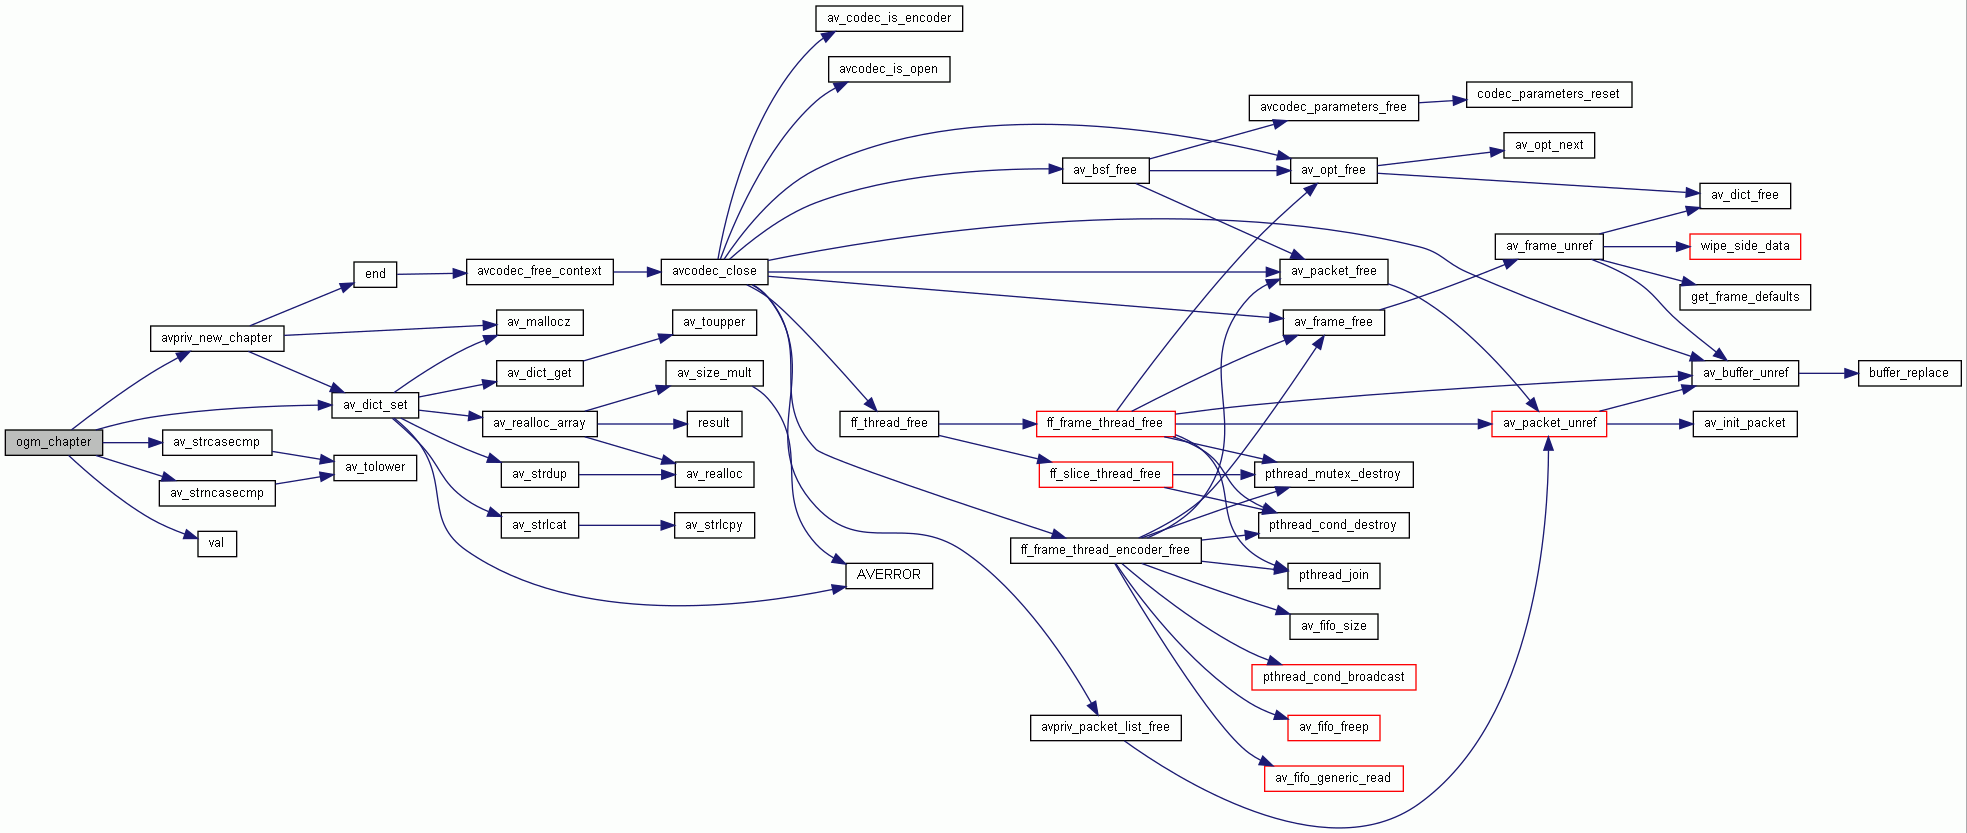 av_codec_is_encoder
avcodec_is_open
codec_parameters_reset
avcodec_parameters_free
av_opt_next
av_bsf_free
av_opt_free
av_dict_free
av_frame_unref
wipe_side_data
end
avcodec_free_context
avcodec_close
av_packet_free
get_frame_defaults
av_mallocz
av_toupper
av_frame_free
avpriv_new_chapter
av_dict_get
av_size_mult
av_buffer_unref
buffer_replace
av_dict_set
av_realloc_array
result
ff_thread_free
ff_frame_thread_free
av_packet_unref
av_init_packet
ogm_chapter
av_strcasecmp
av_tolower
av_strdup
av_realloc
ff_slice_thread_free
pthread_mutex_destroy
av_strncasecmp
av_strlcat
av_strlcpy
pthread_cond_destroy
val
ff_frame_thread_encoder_free
AVERROR
pthread_join
av_fifo_size
pthread_cond_broadcast
avpriv_packet_list_free
av_fifo_freep
av_fifo_generic_read